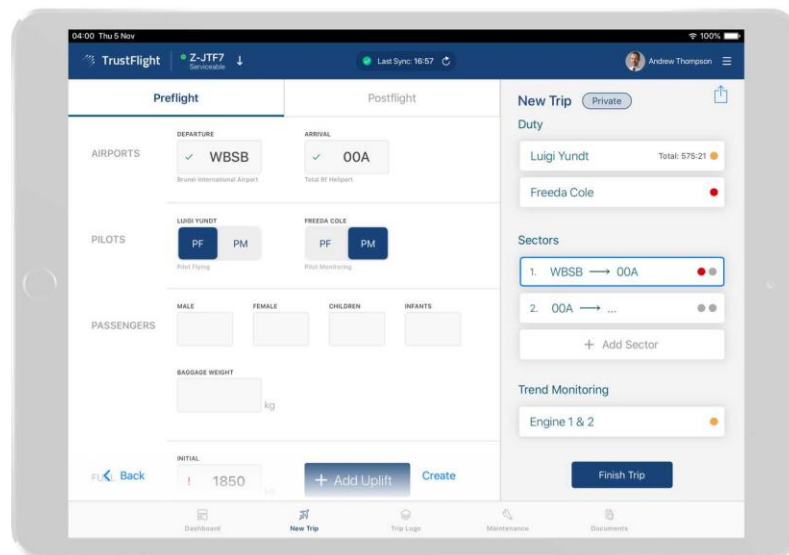 04:00 Thu 5 Nov
100%
TrustFlight
Z-JTF7
Serviceable
Last Sync: 16:57
Andrew Thompson
Preflight
Postflight
AIRPORTS
DEPARTURE
ARRIVAL
WBSB
00A
Brunei International Airport
Total Rf Heliport
PILOTS
LUIGI YUNDT
FREEDA COLE
PF PM
PF PM
Pilot Flying
Pilot Monitoring
PASSENGERS
MALE
FEMALE
CHILDREN
INFANTS
BAGGAGE WEIGHT
kg
INITIAL
Back
! 1850
+ Add Uplift
Create
New Trip
Private
Duty
Luigi Yundt
Total: 575:21
Freeda Cole
Sectors
1. WBSB → 00A
2. 00A → ...
+ Add Sector
Trend Monitoring
Engine 1 & 2
Finish Trip
Dashboard
New Trip
Trip Logs
Maintenance
Documents